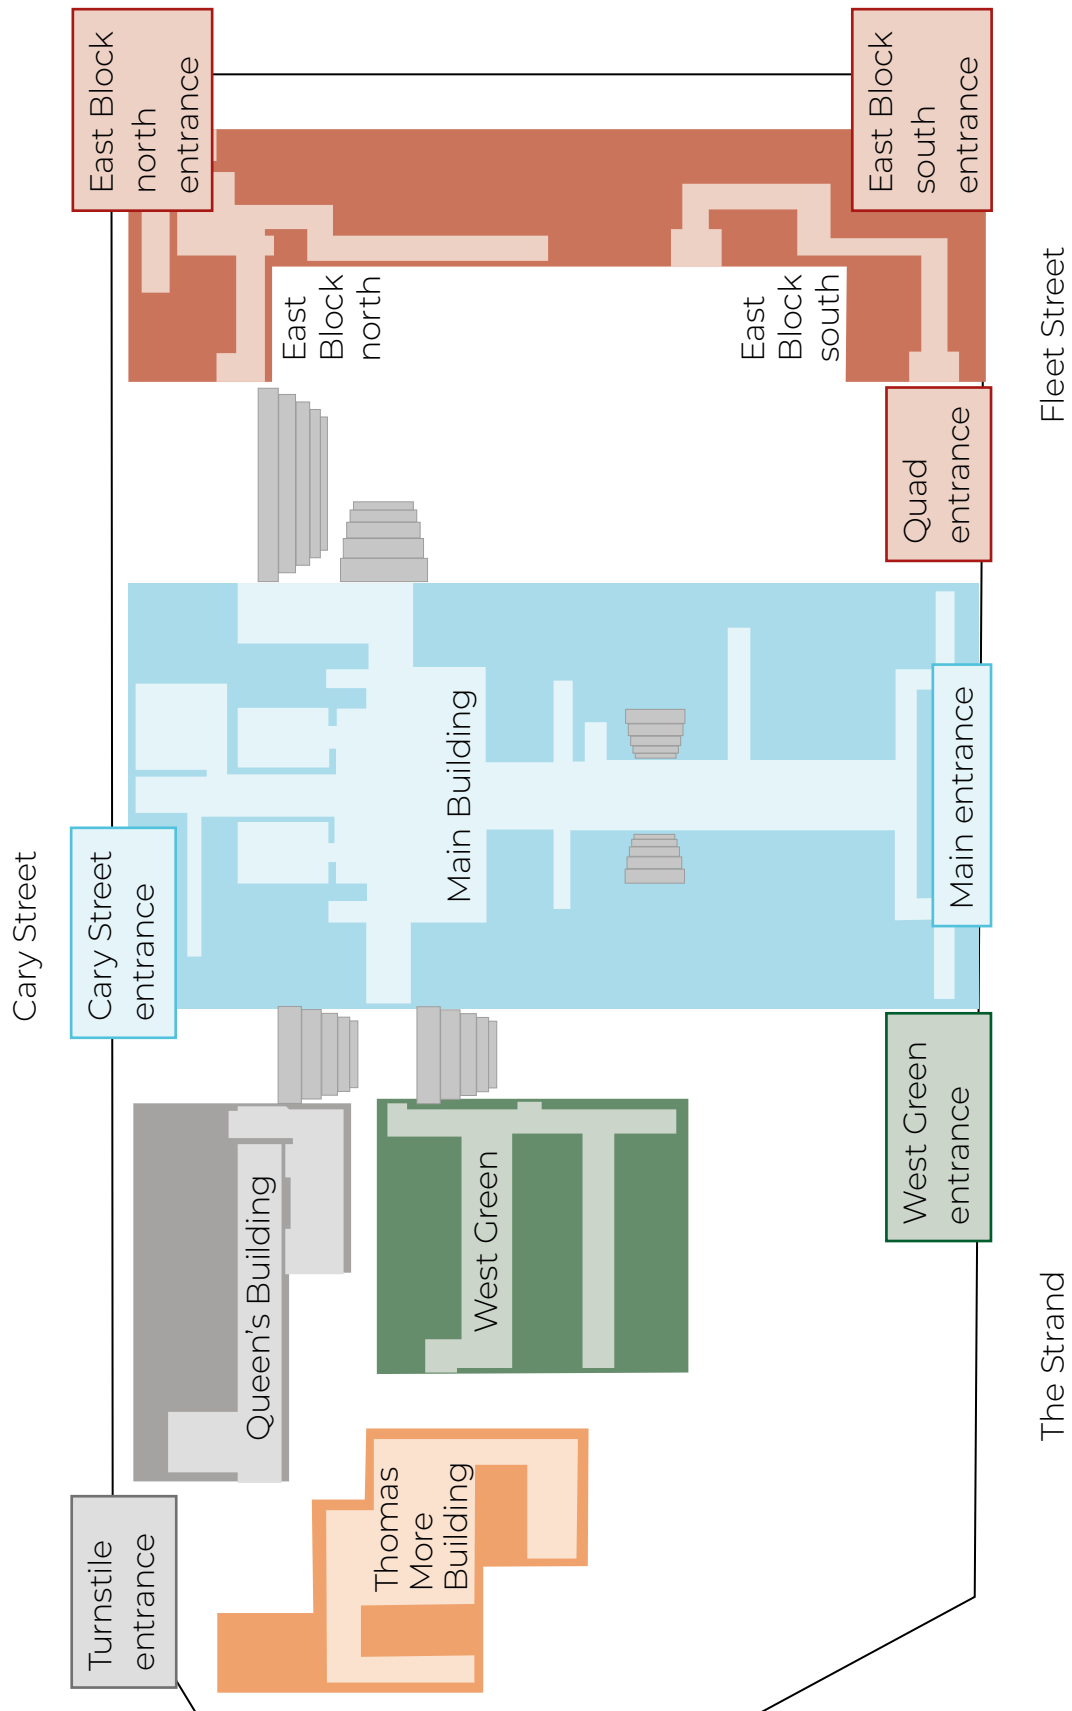 Cary Street
Turnstile
entrance
Cary Street
entrance
East Block
north
entrance
Queen's Building
Thomas
More
Building
West Green
Main Building
East
Block
north
East
Block
south
West Green
entrance
Main entrance
Quad
entrance
East Block
south
entrance
The Strand
Fleet Street